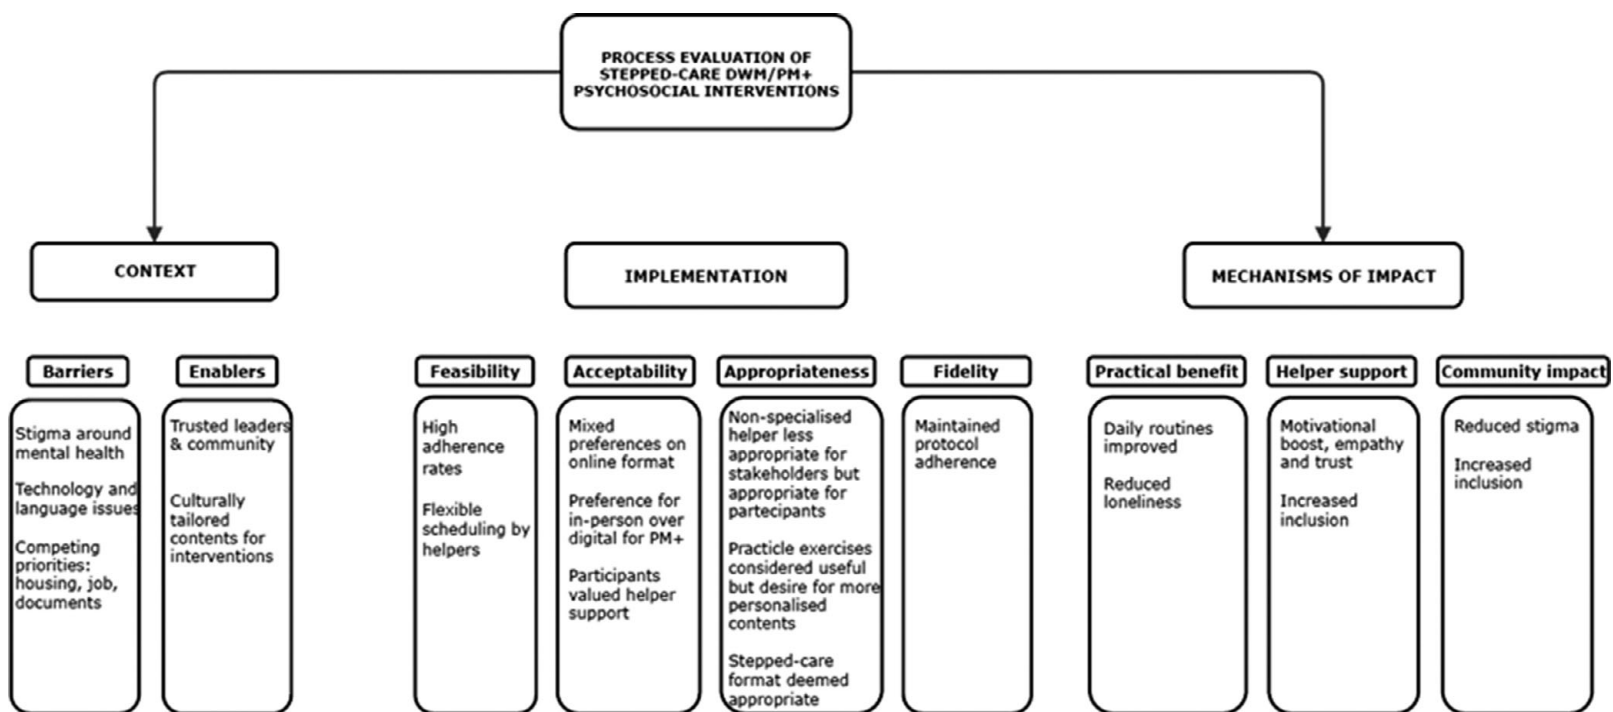 PROCESS EVALUATION OF
STEPPED-CARE DWM/PM+
PSYCHOSOCIAL INTERVENTIONS
CONTEXT
IMPLEMENTATION
MECHANISMS OF IMPACT
Barriers
Stigma around
mental health
Technology and
language issues
Competing
priorities:
housing, job,
documents
Enablers
Trusted leaders
& community
Culturally
tailored
contents for
interventions
Feasibility
High
adherence
rates
Flexible
scheduling by
helpers
Acceptability
Mixed
preferences on
online format
Preference for
in-person over
digital for PM+
Participants
valued helper
support
Appropriateness
Non-specialised
helper less
appropriate for
stakeholders but
appropriate for
partecipants
Practicle exercises
considered useful
but desire for more
personalised
contents
Stepped-care
format deemed
appropriate
Fidelity
Maintained
protocol
adherence
Practical benefit
Daily routines
improved
Reduced
loneliness
Helper support
Motivational
boost, empathy
and trust
Increased
inclusion
Community impact
Reduced stigma
Increased
inclusion